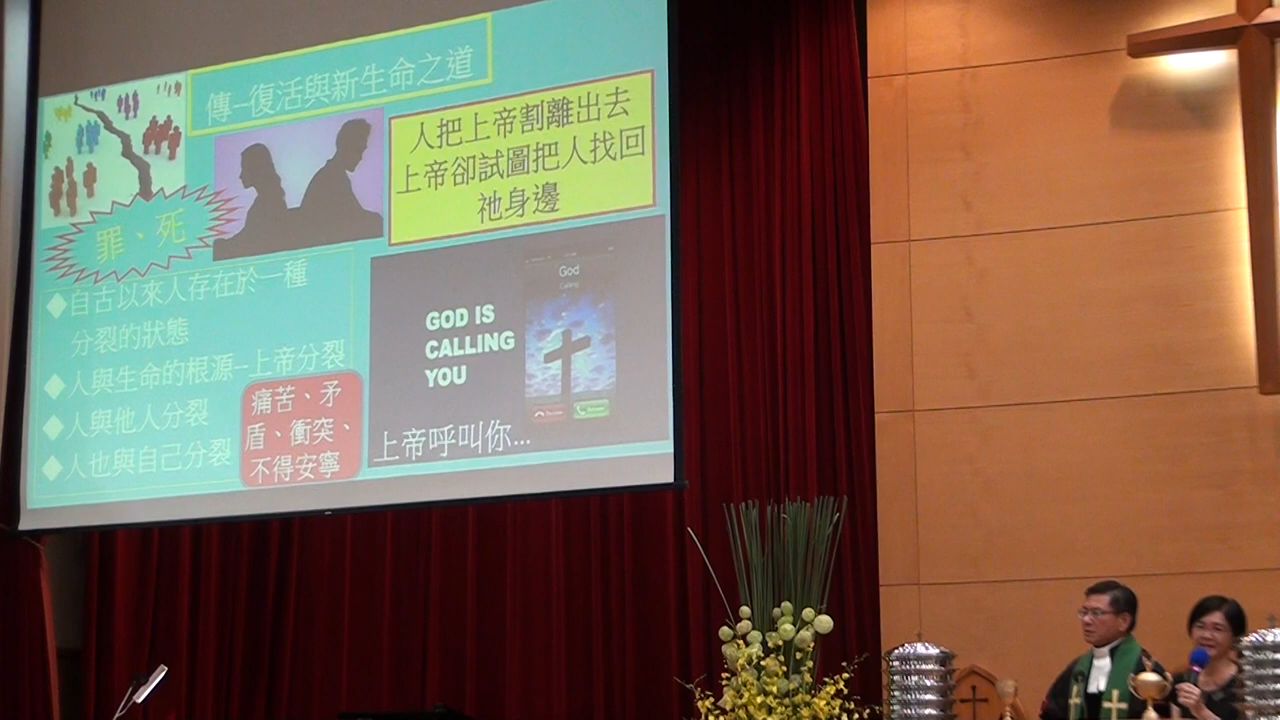 傳–復活與新生命之道
人把上帝割離出去
上帝卻試圖把人找回
祂身邊
罪、死
◆自古以來人存在於一種
分裂的狀態
◆人與生命的根源–上帝分裂
◆人與他人分裂
◆人也與自己分裂
痛苦、矛
盾、衝突、
不得安寧
God
Calling
GOD IS
CALLING
YOU
上帝呼叫你...